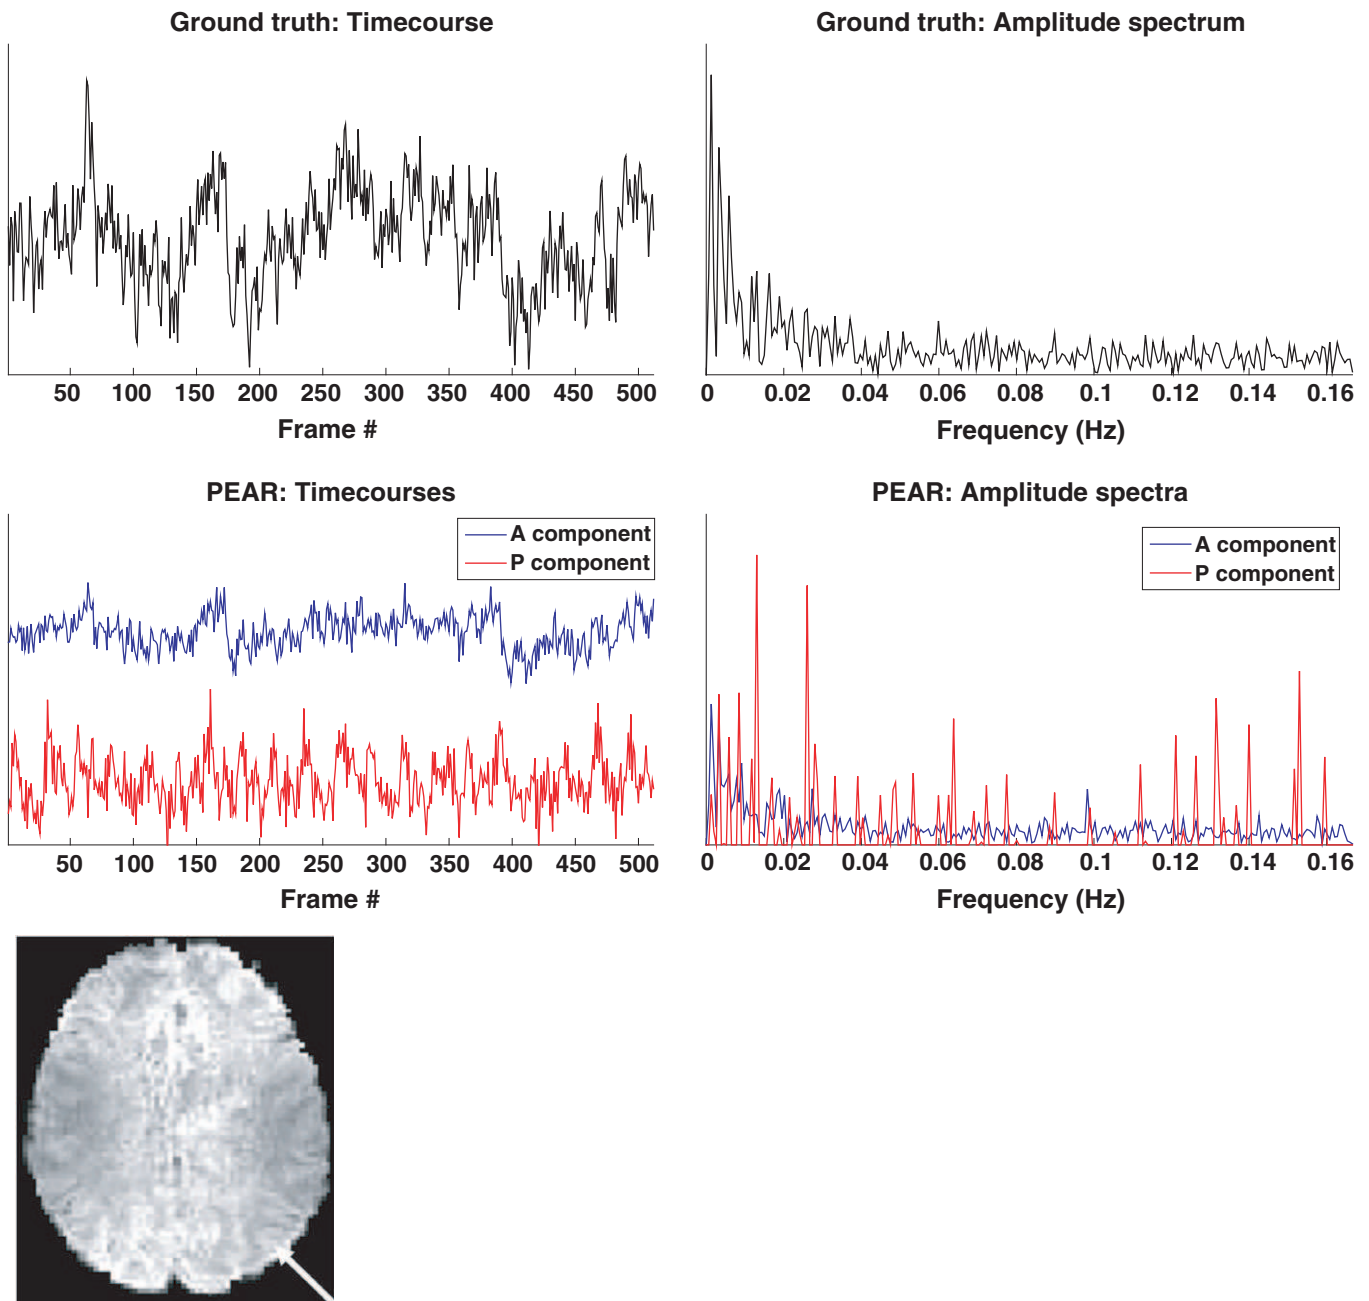 Ground truth: Timecourse
50 100 150 200 250 300 350 400 450 500
Frame #
Ground truth: Amplitude spectrum
0 0.02 0.04 0.06 0.08 0.1 0.12 0.14 0.16
Frequency (Hz)
PEAR: Timecourses
A component
P component
50 100 150 200 250 300 350 400 450 500
Frame #
PEAR: Amplitude spectra
A component
P component
0 0.02 0.04 0.06 0.08 0.1 0.12 0.14 0.16
Frequency (Hz)